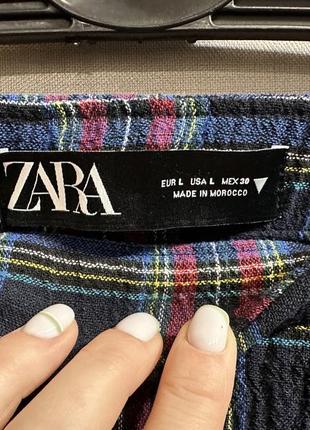 ZARA
EUR L USA L MEX 30
MADE IN MOROCCO